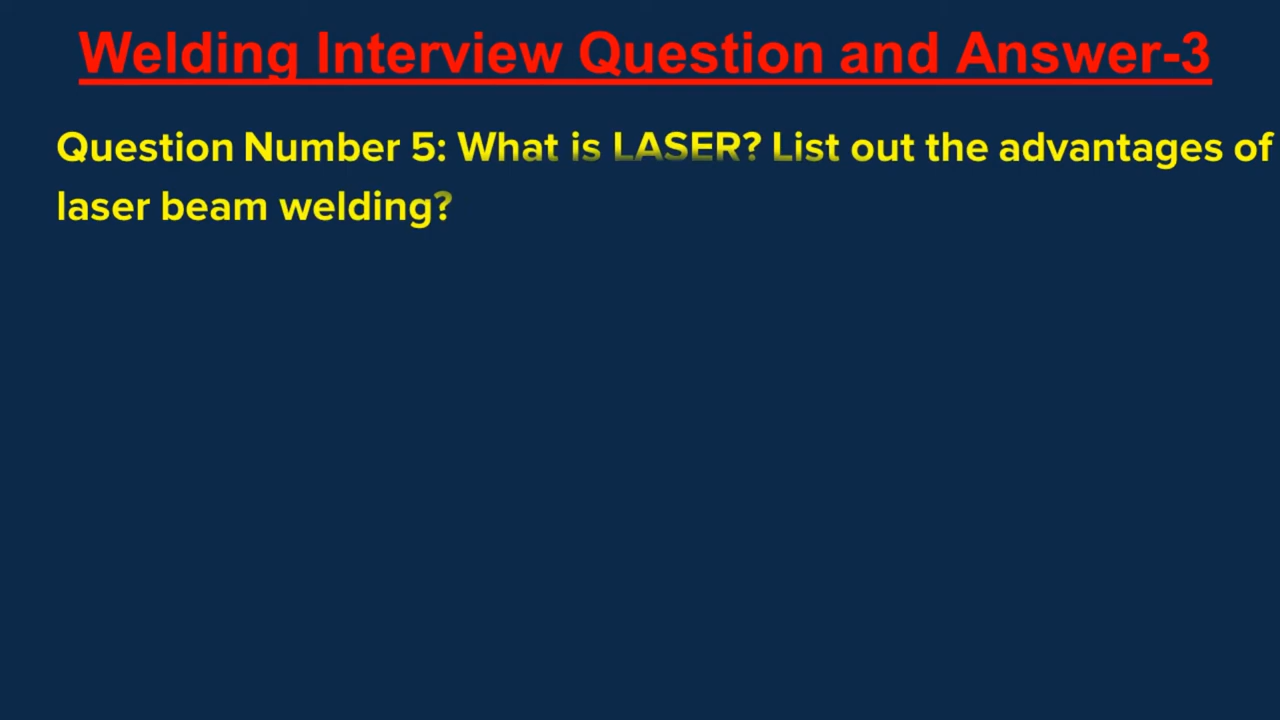 Welding Interview Question and Answer-3
Question Number 5: What is LASER? List out the advantages of
laser beam welding?